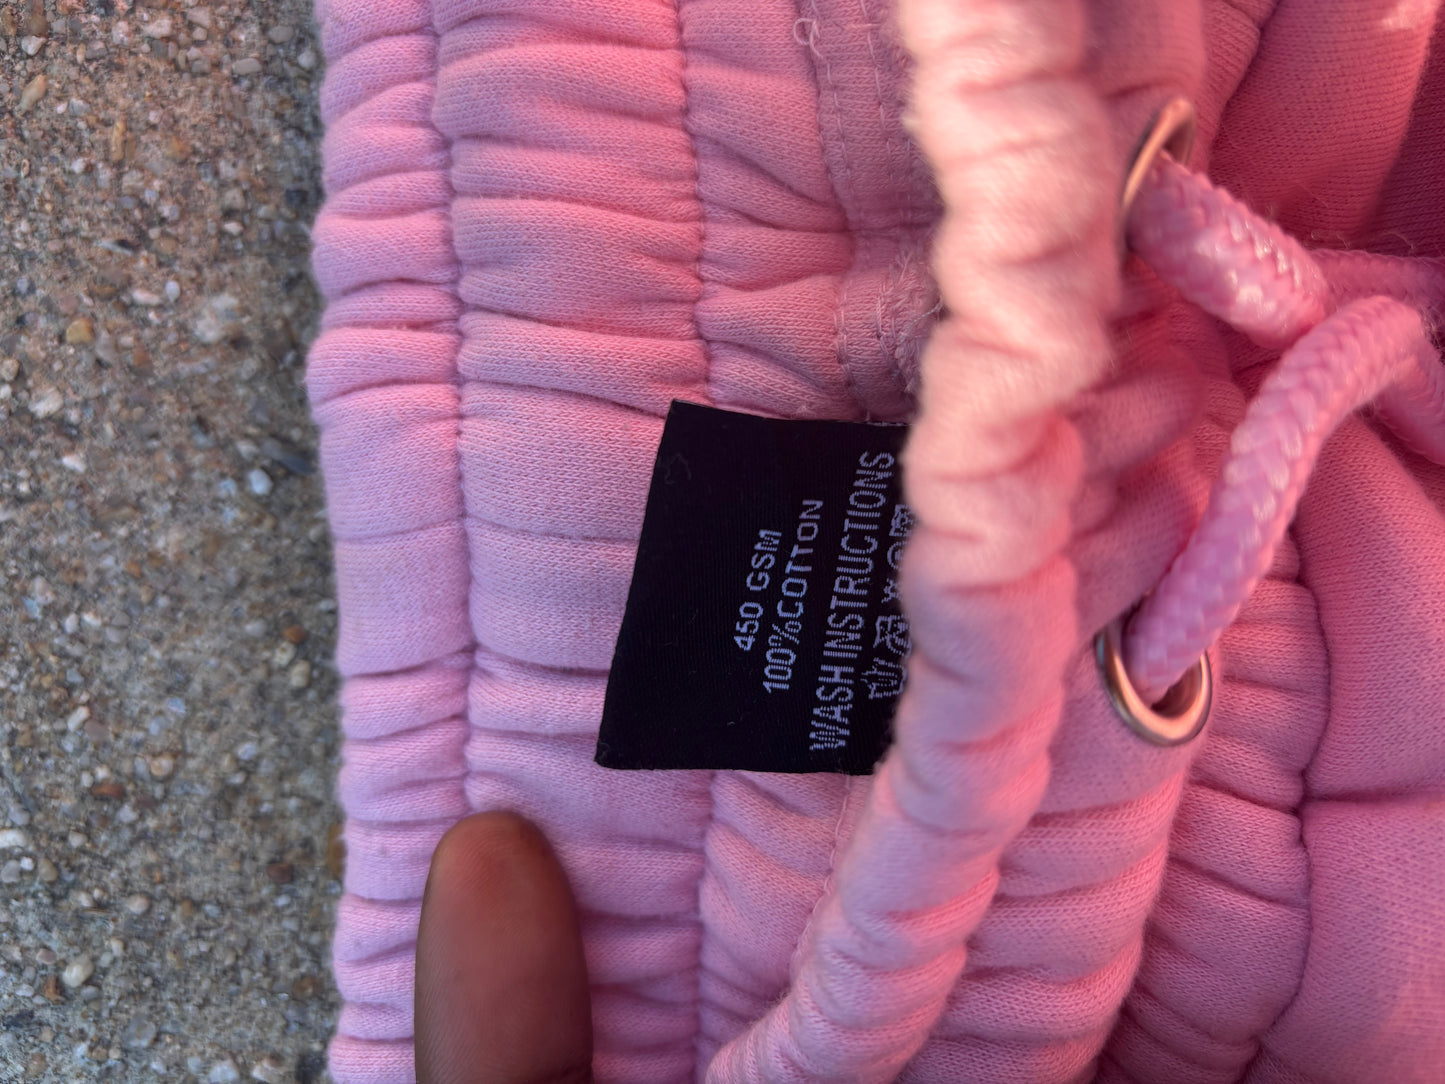 450 GSM
100% COTTON
WASH INSTRUCTIONS